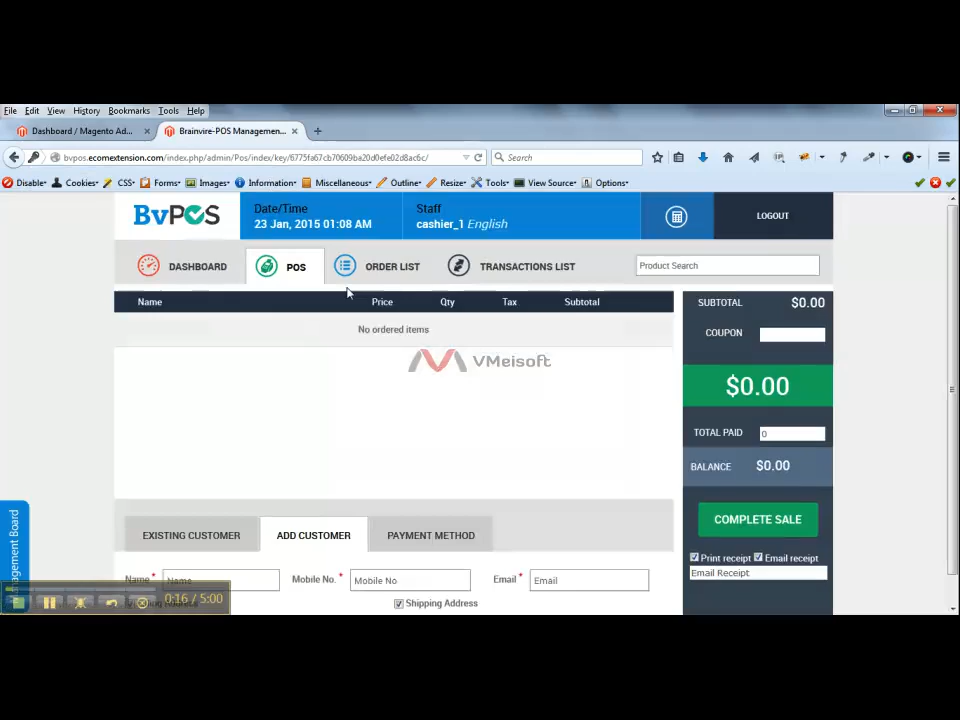 File Edit View History Bookmarks Tools Help
Dashboard / Magento Ad... × Brainvire-POS Managemen... × +
bvpos.ecomextension.com/index.php/admin/Pos/index/key/6775fa67cb70609ba20d0efe02d8ac6c/ Search
Disable Cookies CSS Forms Images Information Miscellaneous Outline Resize Tools View Source Options
BvPOS
Date/Time
23 Jan, 2015 01:08 AM
Staff
cashier_1 English
LOGOUT
DASHBOARD POS ORDER LIST TRANSACTIONS LIST Product Search
Name Price Qty Tax Subtotal
No ordered items
VMeisoft
SUBTOTAL $0.00
COUPON
$0.00
TOTAL PAID 0
BALANCE $0.00
COMPLETE SALE
Print receipt Email receipt
Email Receipt
EXISTING CUSTOMER ADD CUSTOMER PAYMENT METHOD
Name * Name Mobile No. * Mobile No Email * Email
Shipping Address
0:16 / 5:00